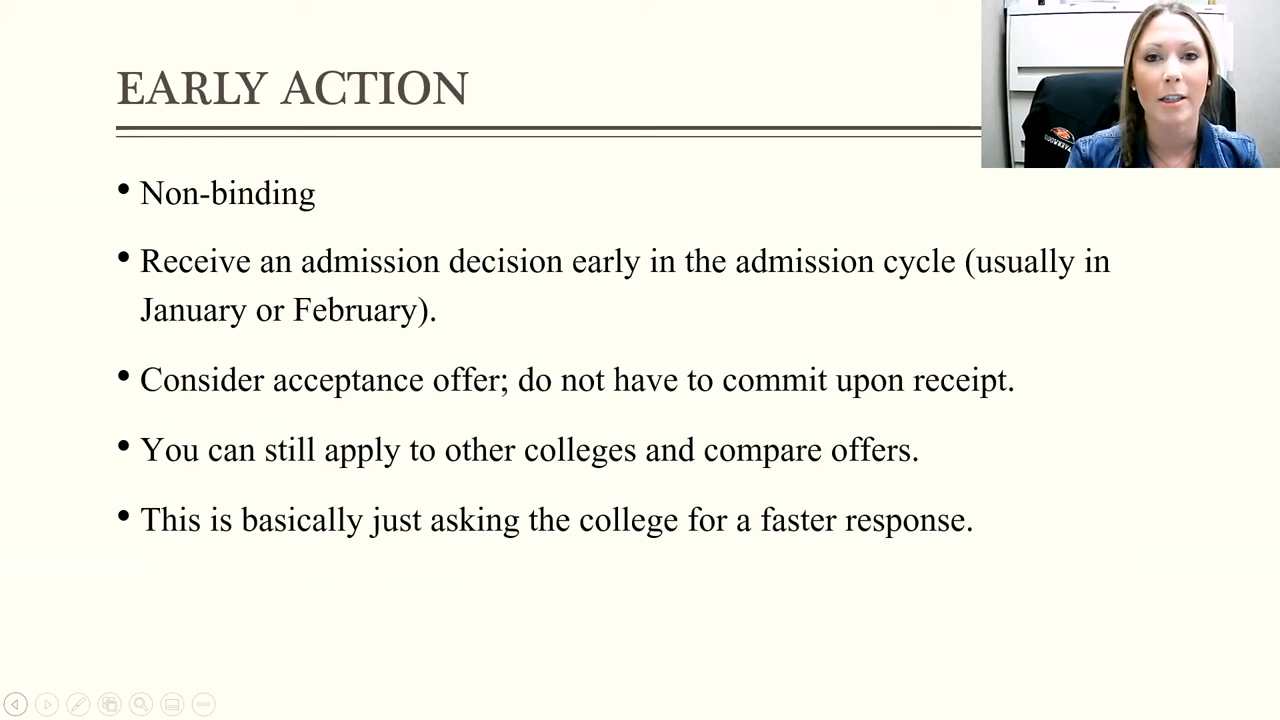 EARLY ACTION
• Non-binding
• Receive an admission decision early in the admission cycle (usually in
January or February).
• Consider acceptance offer; do not have to commit upon receipt.
• You can still apply to other colleges and compare offers.
• This is basically just asking the college for a faster response.